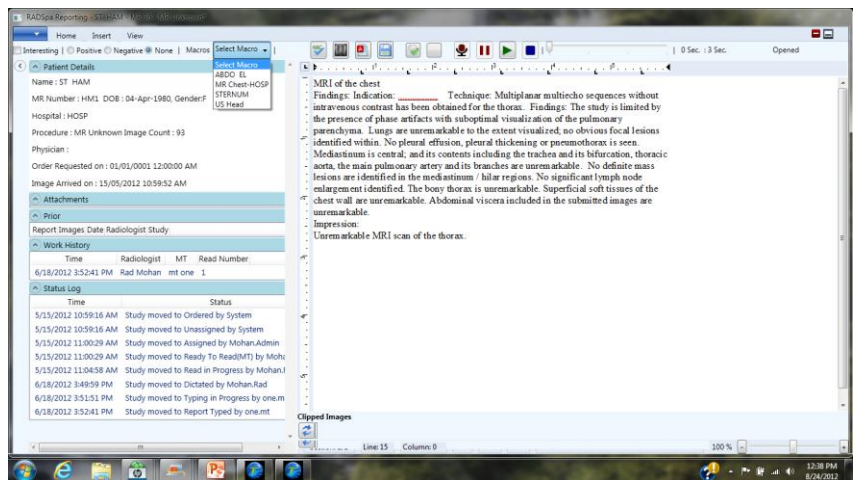 RADSpa Reporting - ST HAM
Home Insert View
Interesting | Positive Negative None | Macros Select Macro | 0 Sec. : 3 Sec. Opened
Select Macro
ABDO EL
MR Chest-HOSP
STERNUM
US Head
Patient Details
Name : ST HAM
MR Number : HM1 DOB : 04-Apr-1980, Gender:F
Hospital : HOSP
Procedure : MR Unknown Image Count : 93
Physician :
Order Requested on : 01/01/0001 12:00:00 AM
Image Arrived on : 15/05/2012 10:59:52 AM
Attachments
Prior
Report Images Date Radiologist Study
Work History
Time Radiologist MT Read Number
6/18/2012 3:52:41 PM Rad Mohan mt one 1
Status Log
Time Status
5/15/2012 10:59:16 AM Study moved to Ordered by System
5/15/2012 10:59:16 AM Study moved to Unassigned by System
5/15/2012 11:00:29 AM Study moved to Assigned by Mohan.Admin
5/15/2012 11:00:29 AM Study moved to Ready To Read(MT) by Moha
5/15/2012 11:04:58 AM Study moved to Read in Progress by Mohan.
6/18/2012 3:49:59 PM Study moved to Dictated by Mohan.Rad
6/18/2012 3:51:51 PM Study moved to Typing in Progress by one.m
6/18/2012 3:52:41 PM Study moved to Report Typed by one.mt
MRI of the chest
Findings: Indication: ________ Technique: Multiplanar multiecho sequences without
intravenous contrast has been obtained for the thorax. Findings: The study is limited by
the presence of phase artifacts with suboptimal visualization of the pulmonary
parenchyma. Lungs are unremarkable to the extent visualized; no obvious focal lesions
identified within. No pleural effusion, pleural thickening or pneumothorax is seen.
Mediastinum is central; and its contents including the trachea and its bifurcation, thoracic
aorta, the main pulmonary artery and its branches are unremarkable. No definite mass
lesions are identified in the mediastinum / hilar regions. No significant lymph node
enlargement identified. The bony thorax is unremarkable. Superficial soft tissues of the
chest wall are unremarkable. Abdominal viscera included in the submitted images are
unremarkable.
Impression:
Unremarkable MRI scan of the thorax.
Clipped Images
Line: 15 Column: 0 100 %
12:38 PM
8/24/2012